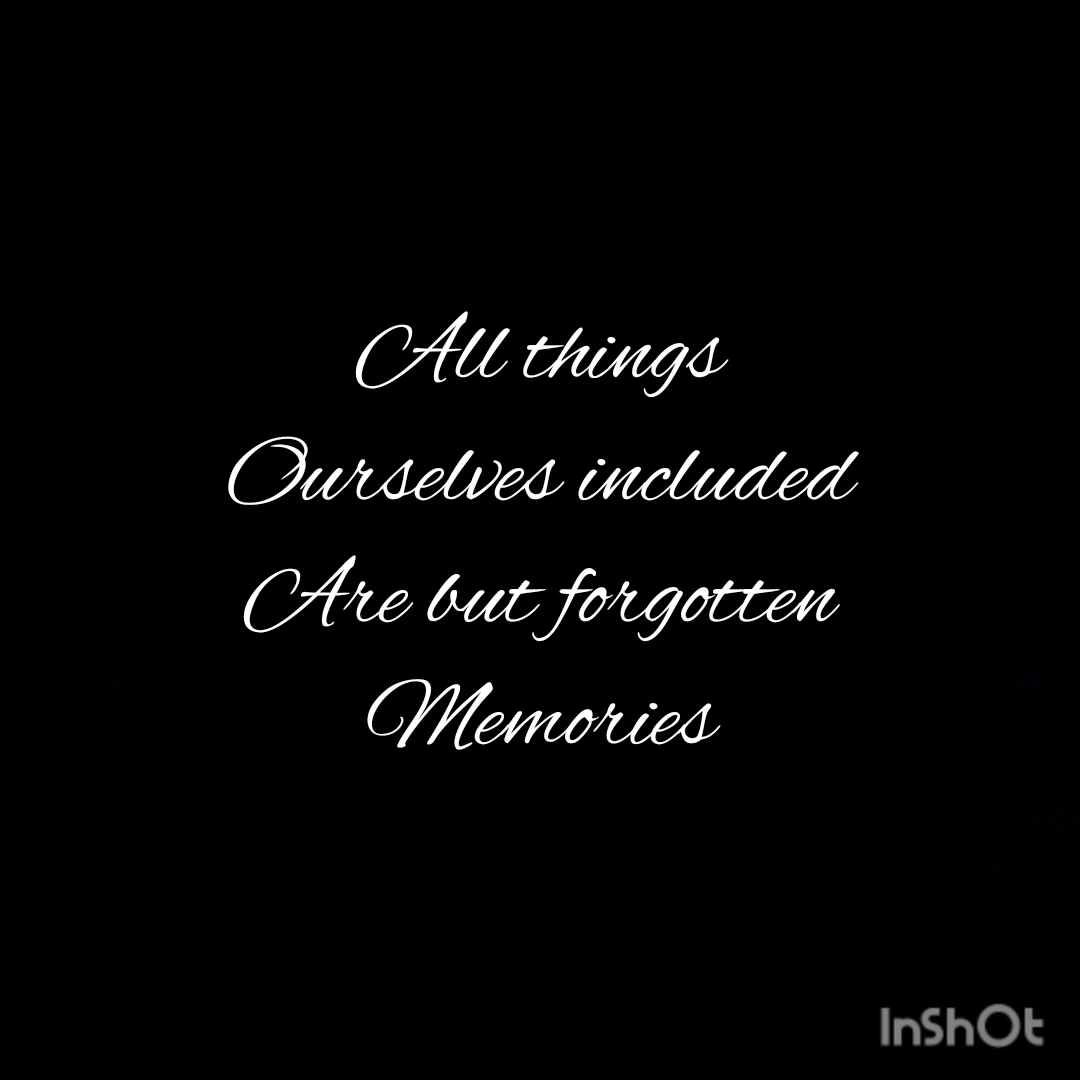 All things
Ourselves included
Are but forgotten
Memories
InShOt